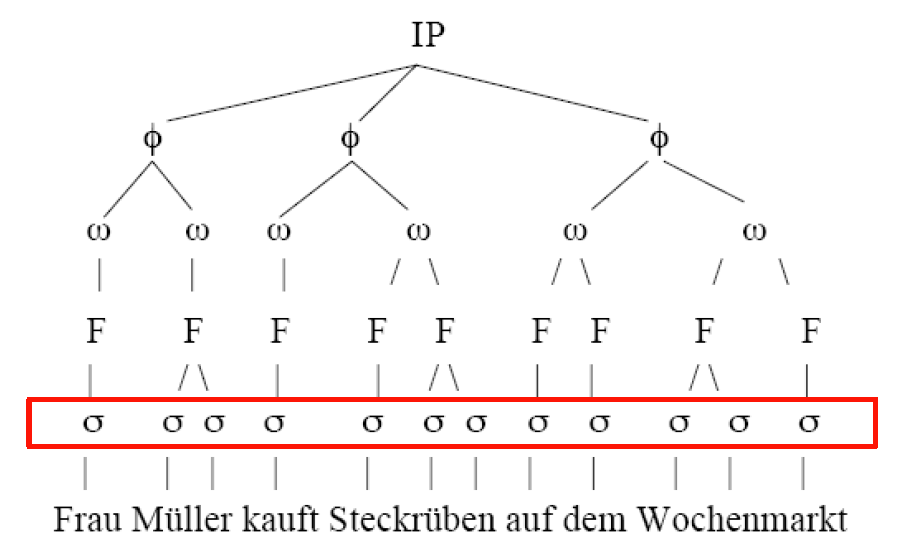 IP
ϕ ϕ ϕ
ω ω ω ω ω ω
F F F F F F F F F
σ σ σ σ σ σ σ σ σ σ σ σ
Frau Müller kauft Steckrüben auf dem Wochenmarkt